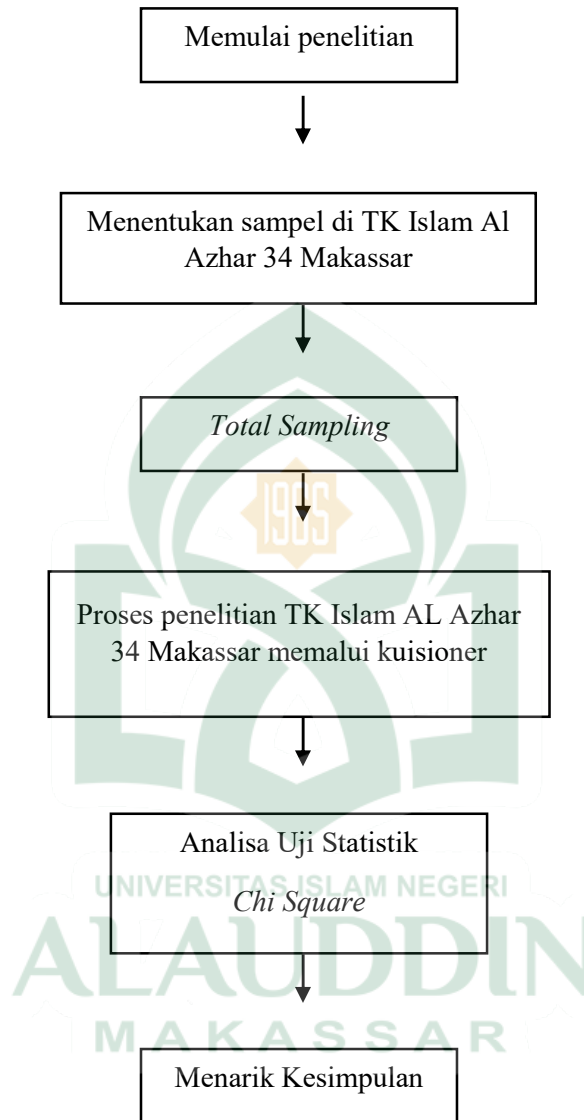 Memulai penelitian
Menentukan sampel di TK Islam Al
Azhar 34 Makassar
Total Sampling
1965
Proses penelitian TK Islam AL Azhar
34 Makassar memalui kuisioner
Analisa Uji Statistik
UNIVERSITAS ISLAM NEGERI
Chi Square
ALAUDDIN
MAKASSAR
Menarik Kesimpulan